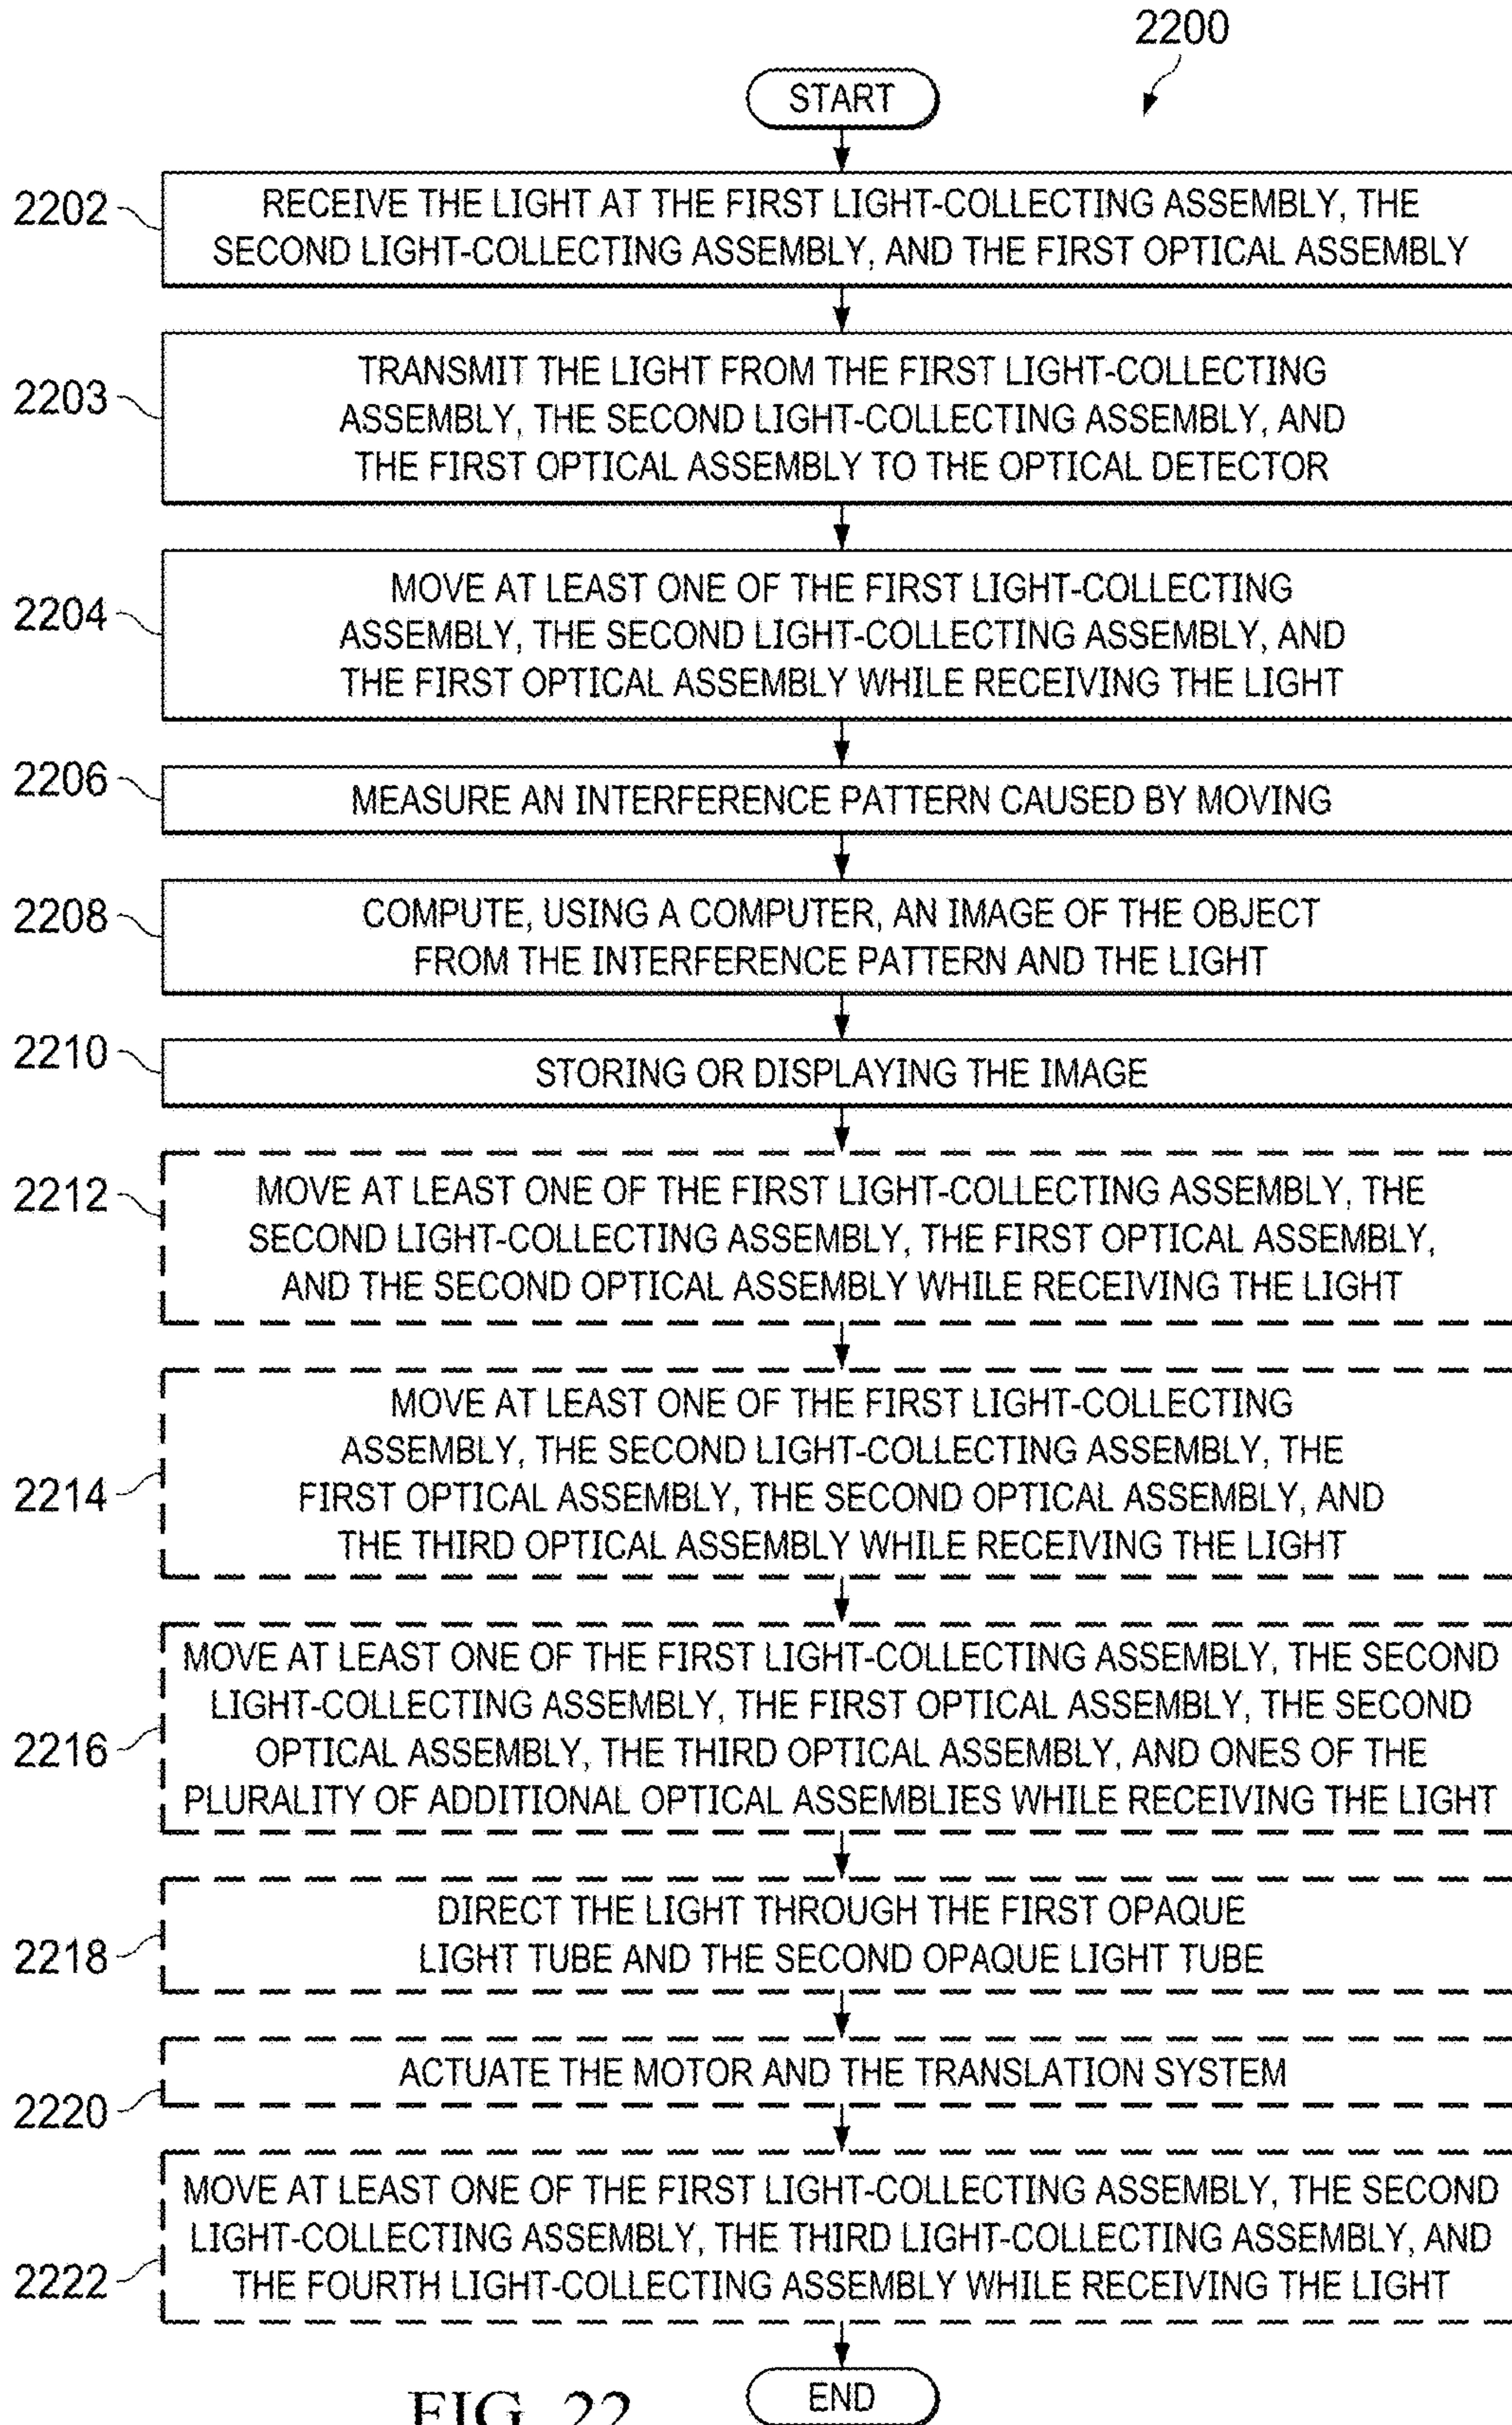 2200
START
2202
RECEIVE THE LIGHT AT THE FIRST LIGHT-COLLECTING ASSEMBLY, THE
SECOND LIGHT-COLLECTING ASSEMBLY, AND THE FIRST OPTICAL ASSEMBLY
2203
TRANSMIT THE LIGHT FROM THE FIRST LIGHT-COLLECTING
ASSEMBLY, THE SECOND LIGHT-COLLECTING ASSEMBLY, AND
THE FIRST OPTICAL ASSEMBLY TO THE OPTICAL DETECTOR
2204
MOVE AT LEAST ONE OF THE FIRST LIGHT-COLLECTING
ASSEMBLY, THE SECOND LIGHT-COLLECTING ASSEMBLY, AND
THE FIRST OPTICAL ASSEMBLY WHILE RECEIVING THE LIGHT
2206
MEASURE AN INTERFERENCE PATTERN CAUSED BY MOVING
2208
COMPUTE, USING A COMPUTER, AN IMAGE OF THE OBJECT
FROM THE INTERFERENCE PATTERN AND THE LIGHT
2210
STORING OR DISPLAYING THE IMAGE
2212
MOVE AT LEAST ONE OF THE FIRST LIGHT-COLLECTING ASSEMBLY, THE
SECOND LIGHT-COLLECTING ASSEMBLY, THE FIRST OPTICAL ASSEMBLY,
AND THE SECOND OPTICAL ASSEMBLY WHILE RECEIVING THE LIGHT
2214
MOVE AT LEAST ONE OF THE FIRST LIGHT-COLLECTING
ASSEMBLY, THE SECOND LIGHT-COLLECTING ASSEMBLY, THE
FIRST OPTICAL ASSEMBLY, THE SECOND OPTICAL ASSEMBLY, AND
THE THIRD OPTICAL ASSEMBLY WHILE RECEIVING THE LIGHT
2216
MOVE AT LEAST ONE OF THE FIRST LIGHT-COLLECTING ASSEMBLY, THE SECOND
LIGHT-COLLECTING ASSEMBLY, THE FIRST OPTICAL ASSEMBLY, THE SECOND
OPTICAL ASSEMBLY, THE THIRD OPTICAL ASSEMBLY, AND ONES OF THE
PLURALITY OF ADDITIONAL OPTICAL ASSEMBLIES WHILE RECEIVING THE LIGHT
2218
DIRECT THE LIGHT THROUGH THE FIRST OPAQUE
LIGHT TUBE AND THE SECOND OPAQUE LIGHT TUBE
2220
ACTUATE THE MOTOR AND THE TRANSLATION SYSTEM
2222
MOVE AT LEAST ONE OF THE FIRST LIGHT-COLLECTING ASSEMBLY, THE SECOND
LIGHT-COLLECTING ASSEMBLY, THE THIRD LIGHT-COLLECTING ASSEMBLY, AND
THE FOURTH LIGHT-COLLECTING ASSEMBLY WHILE RECEIVING THE LIGHT
END
FIG. 22